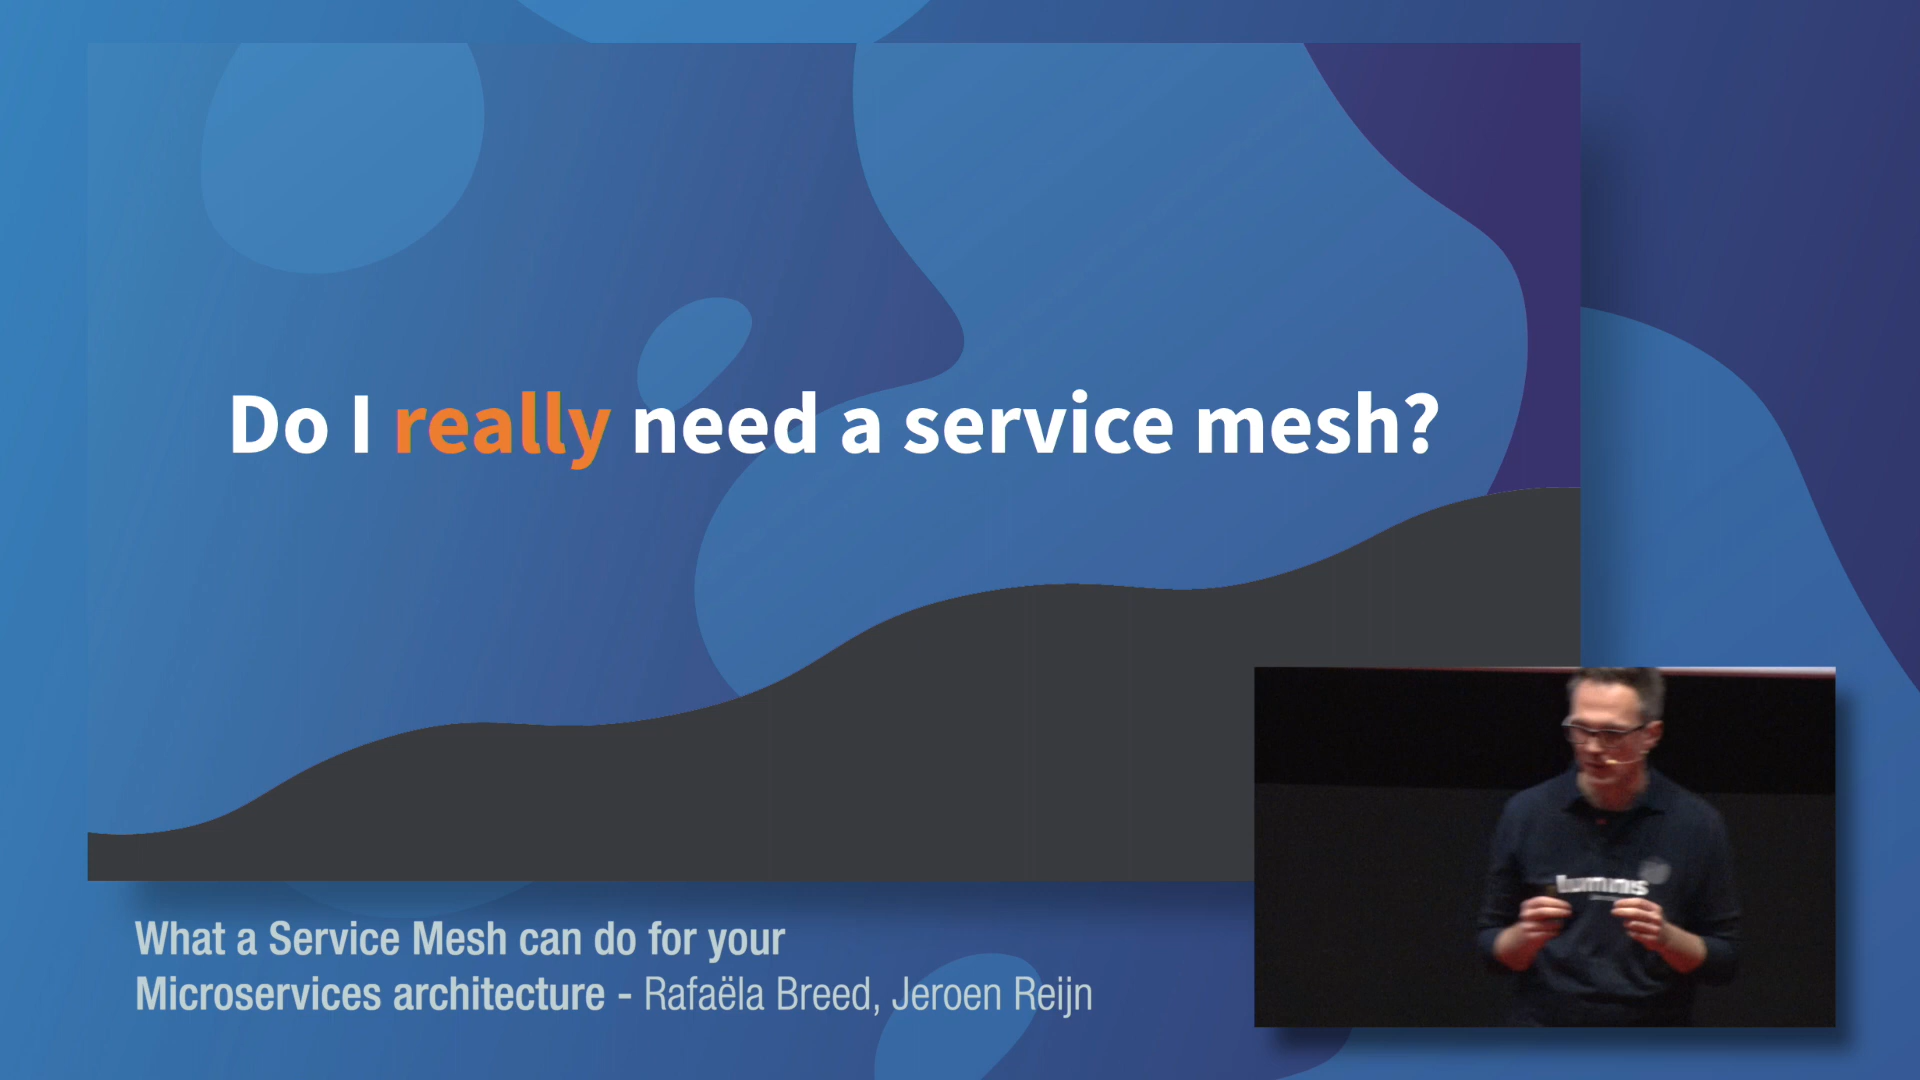 Do I really need a service mesh?
What a Service Mesh can do for your
Microservices architecture - Rafaëla Breed, Jeroen Reijn